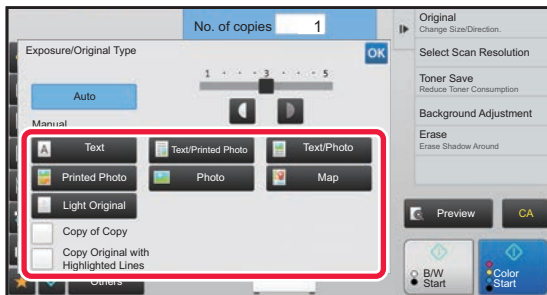 No. of copies 1
Exposure/Original Type
OK
1 3 5
Auto
Manual
Text
Text/Printed Photo
Text/Photo
Printed Photo
Photo
Map
Light Original
Copy of Copy
Copy Original with
Highlighted Lines
Others
Original
Change Size/Direction.
Select Scan Resolution
Toner Save
Reduce Toner Consumption
Background Adjustment
Erase
Erase Shadow Around
Preview
CA
B/W
Start
Color
Start